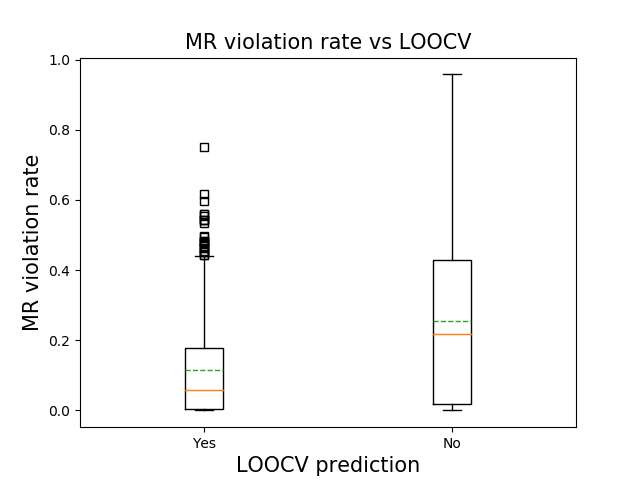 MR violation rate vs LOOCV
1.0
0.8
0.6
0.4
0.2
0.0
MR violation rate
Yes
No
LOOCV prediction